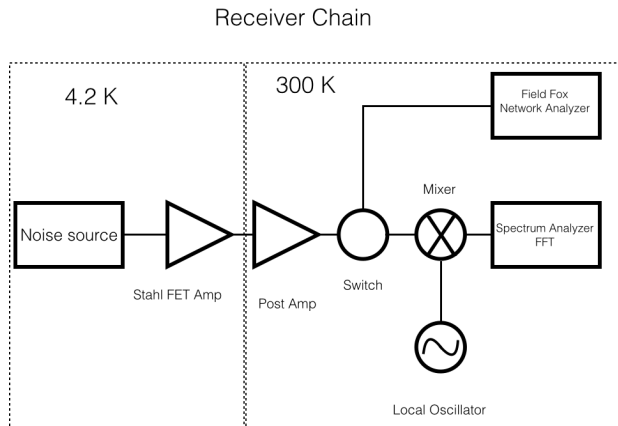 Receiver Chain
4.2 K
300 K
Field Fox
Network Analyzer
Mixer
Noise source
Spectrum Analyzer
FFT
Stahl FET Amp
Post Amp
Switch
Local Oscillator